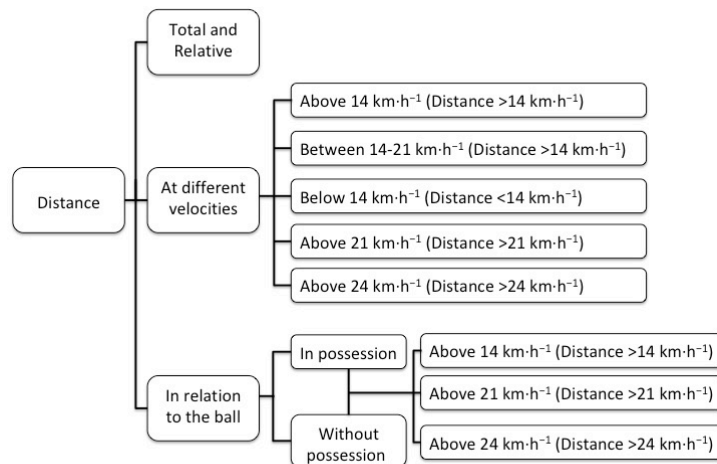 Total and
Relative
Distance
At different
velocities
Above 14 km·h⁻¹ (Distance >14 km·h⁻¹)
Between 14-21 km·h⁻¹ (Distance >14 km·h⁻¹)
Below 14 km·h⁻¹ (Distance <14 km·h⁻¹)
Above 21 km·h⁻¹ (Distance >21 km·h⁻¹)
Above 24 km·h⁻¹ (Distance >24 km·h⁻¹)
In relation
to the ball
In possession
Without
possession
Above 14 km·h⁻¹ (Distance >14 km·h⁻¹)
Above 21 km·h⁻¹ (Distance >21 km·h⁻¹)
Above 24 km·h⁻¹ (Distance >24 km·h⁻¹)